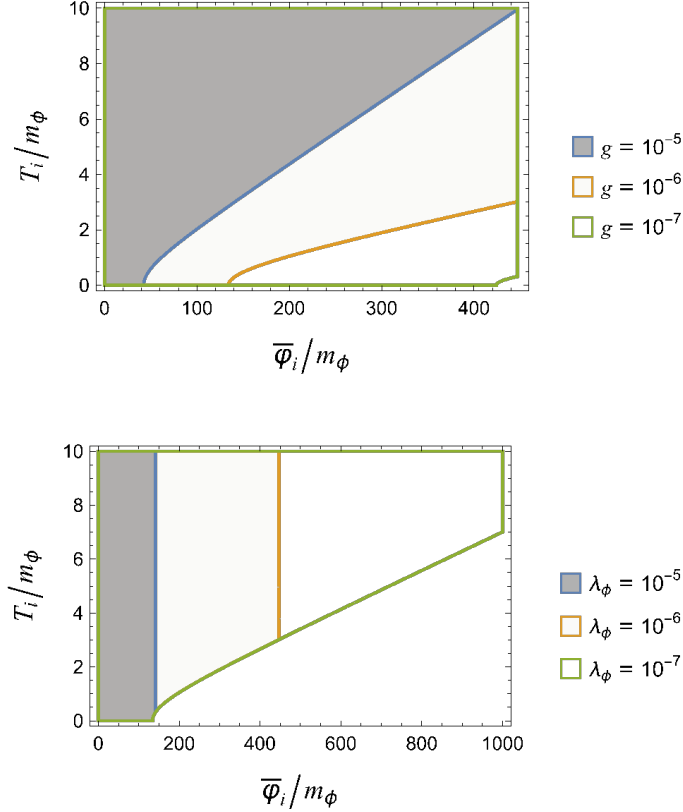 10
8
6
4
2
0
T_i/m_ϕ
0 100 200 300 400
φ̅_i/m_ϕ
g = 10⁻⁵
g = 10⁻⁶
g = 10⁻⁷
10
8
6
4
2
0
T_i/m_ϕ
0 200 400 600 800 1000
φ̅_i/m_ϕ
λ_ϕ = 10⁻⁵
λ_ϕ = 10⁻⁶
λ_ϕ = 10⁻⁷